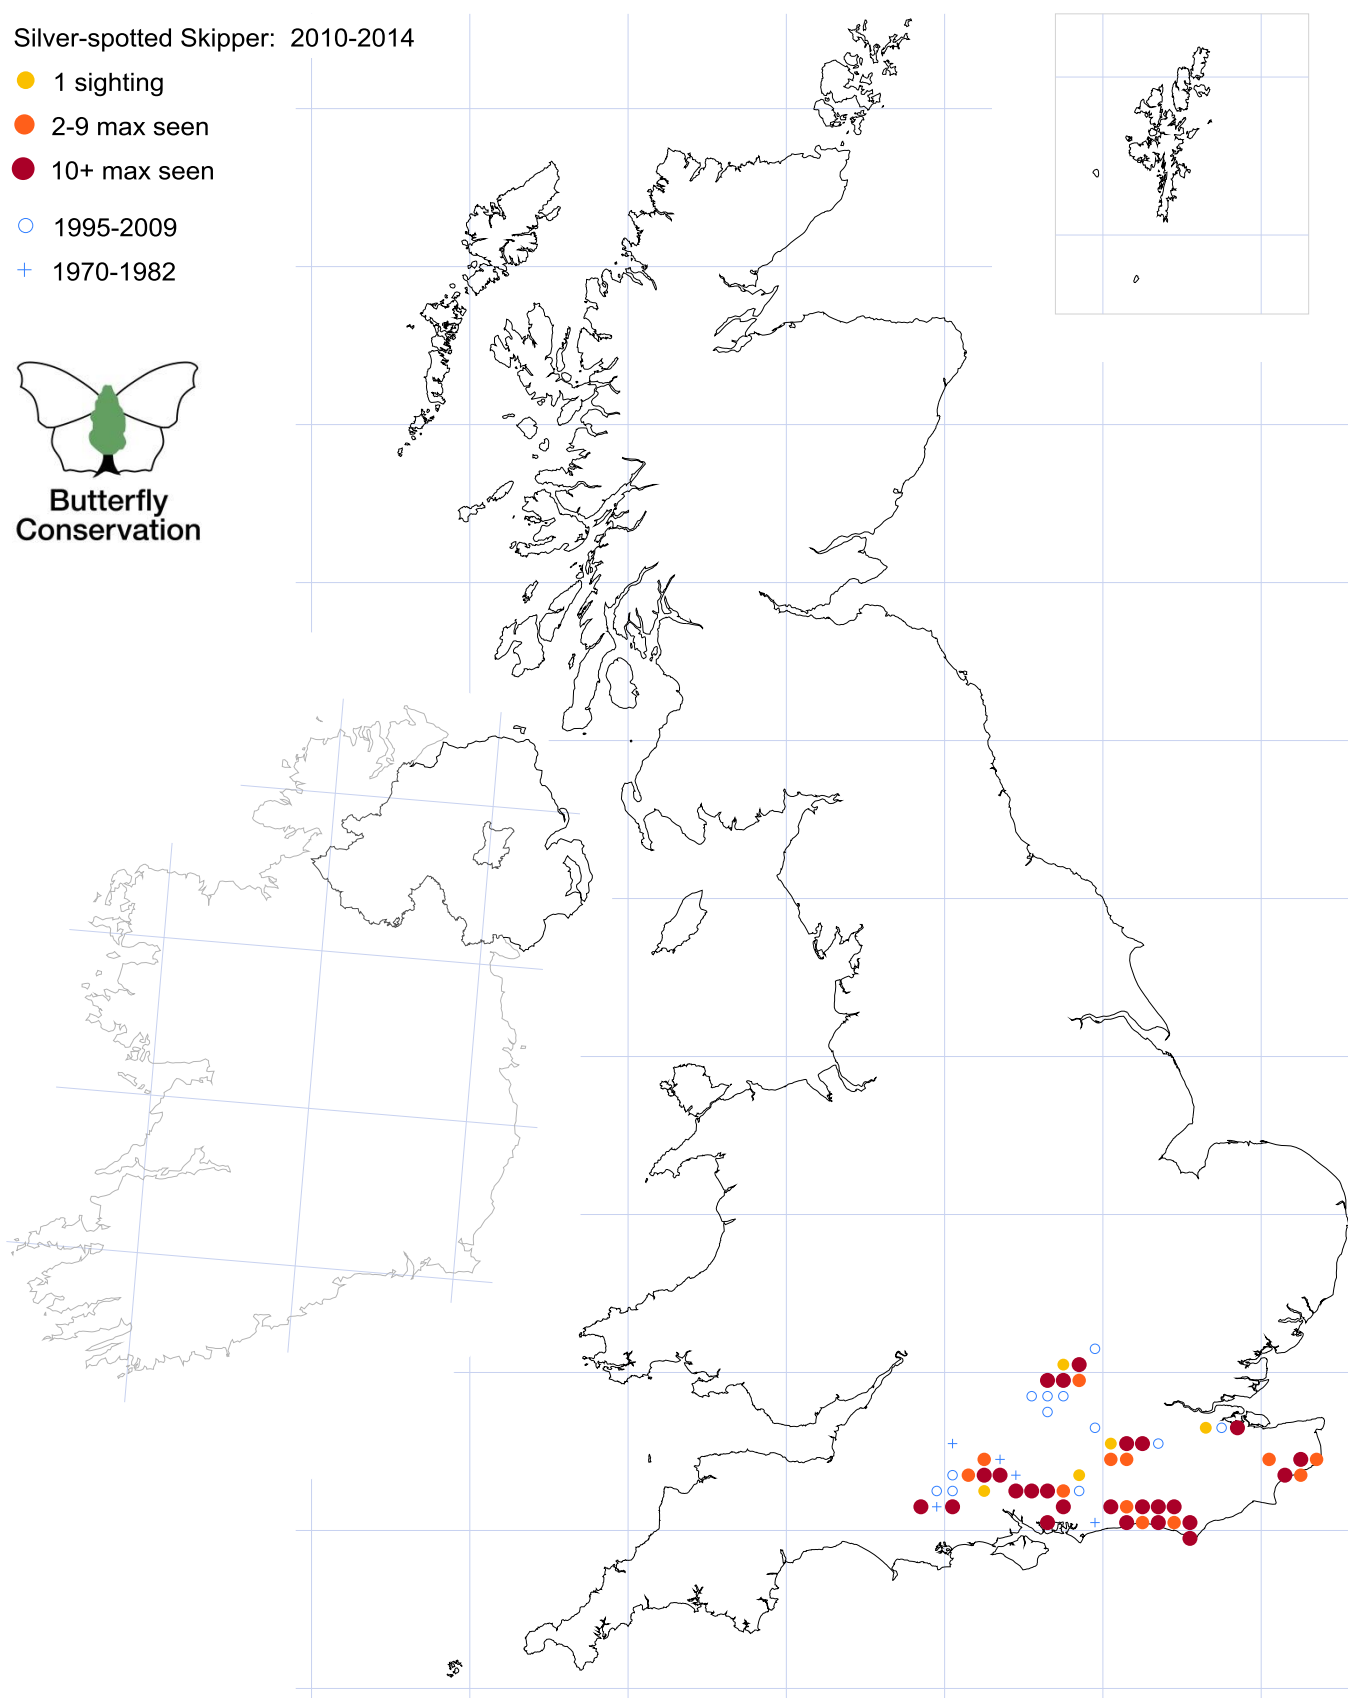 Silver-spotted Skipper: 2010-2014
1 sighting
2-9 max seen
10+ max seen
1995-2009
1970-1982
Butterfly
Conservation